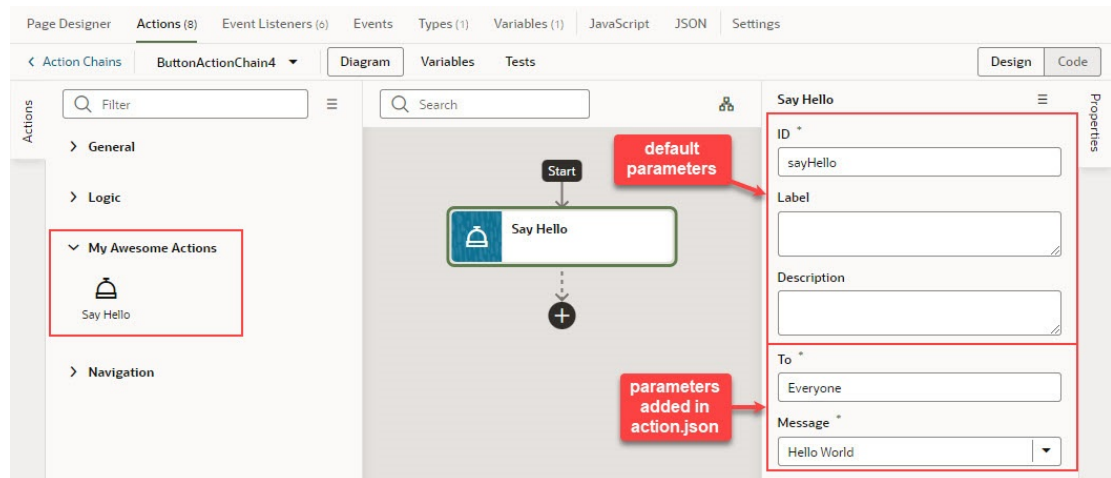 Page Designer Actions (8) Event Listeners (6) Events Types (1) Variables (1) JavaScript JSON Settings
Action Chains ButtonActionChain4 Diagram Variables Tests Design Code
Actions
Filter
General
Logic
My Awesome Actions
Say Hello
Navigation
Search
Start
Say Hello
default
parameters
parameters
added in
action.json
Say Hello
ID *
sayHello
Label
Description
To *
Everyone
Message *
Hello World
Properties